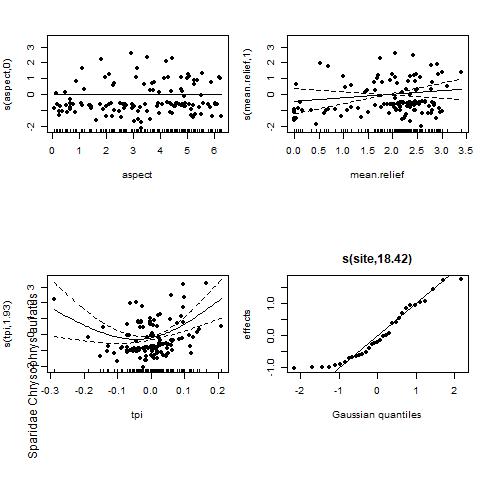 s(aspect,0)
3
2
1
0
-2
0 1 2 3 4 5 6
aspect
s(mean.relief,1)
3
2
1
0
-2
0.0 0.5 1.0 1.5 2.0 2.5 3.0 3.5
mean.relief
Sparidae Chrysophrys auratus
s(tpi,1.93)
3
2
1
0
-2
-0.3 -0.2 -0.1 0.0 0.1 0.2
tpi
s(site,18.42)
effects
1.0
0.0
-1.0
-2 -1 0 1 2
Gaussian quantiles